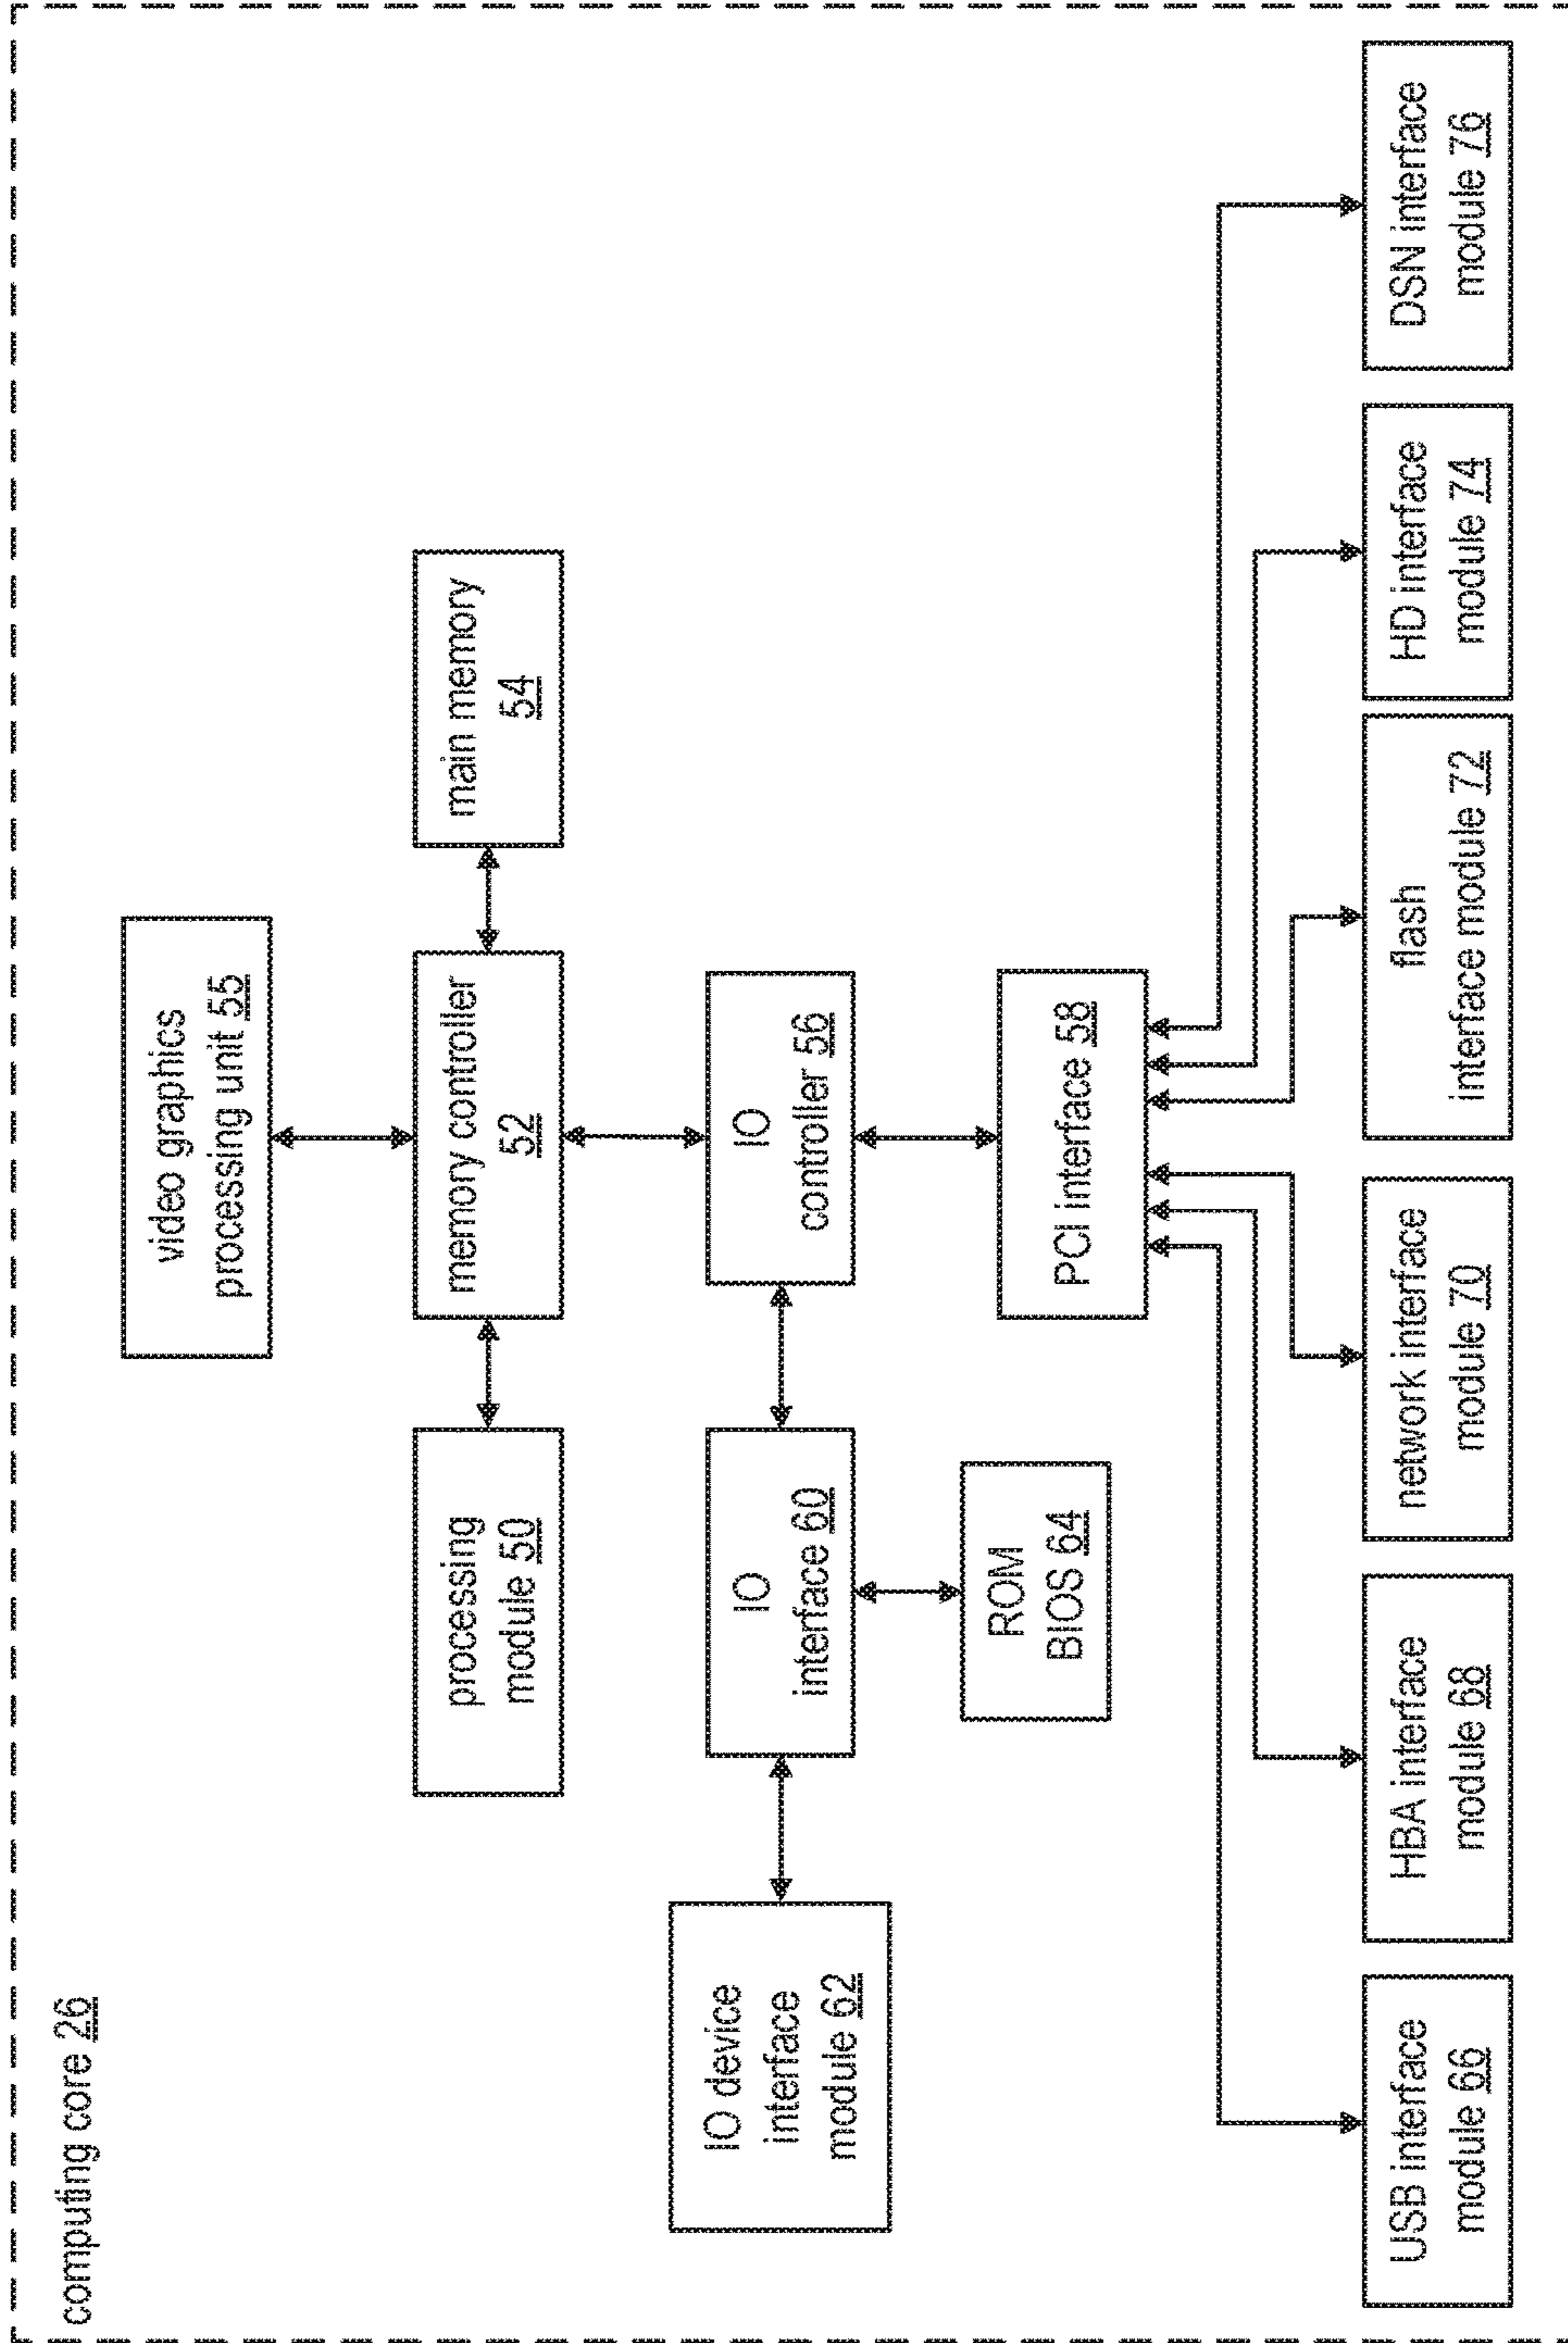 computing core 26
video graphics
processing unit 55
processing
module 50
memory controller
52
main memory
54
IO device
interface
module 62
IO
interface 60
IO
controller 56
ROM
BIOS 64
PCI interface 58
USB interface
module 66
HBA interface
module 68
network interface
module 70
flash
interface module 72
HD interface
module 74
DSN interface
module 76